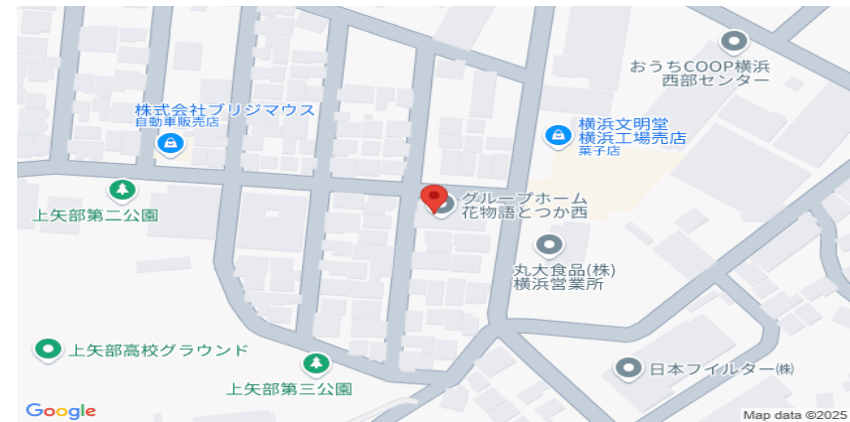 おうちCOOP横浜
西部センター
株式会社ブリジマウス
自動車販売店
横浜文明堂
横浜工場売店
菓子店
上矢部第二公園
グループホーム
花物語とつか西
丸大食品(株)
横浜営業所
上矢部高校グラウンド
日本フイルター㈱
上矢部第三公園
Google
Map data ©2025